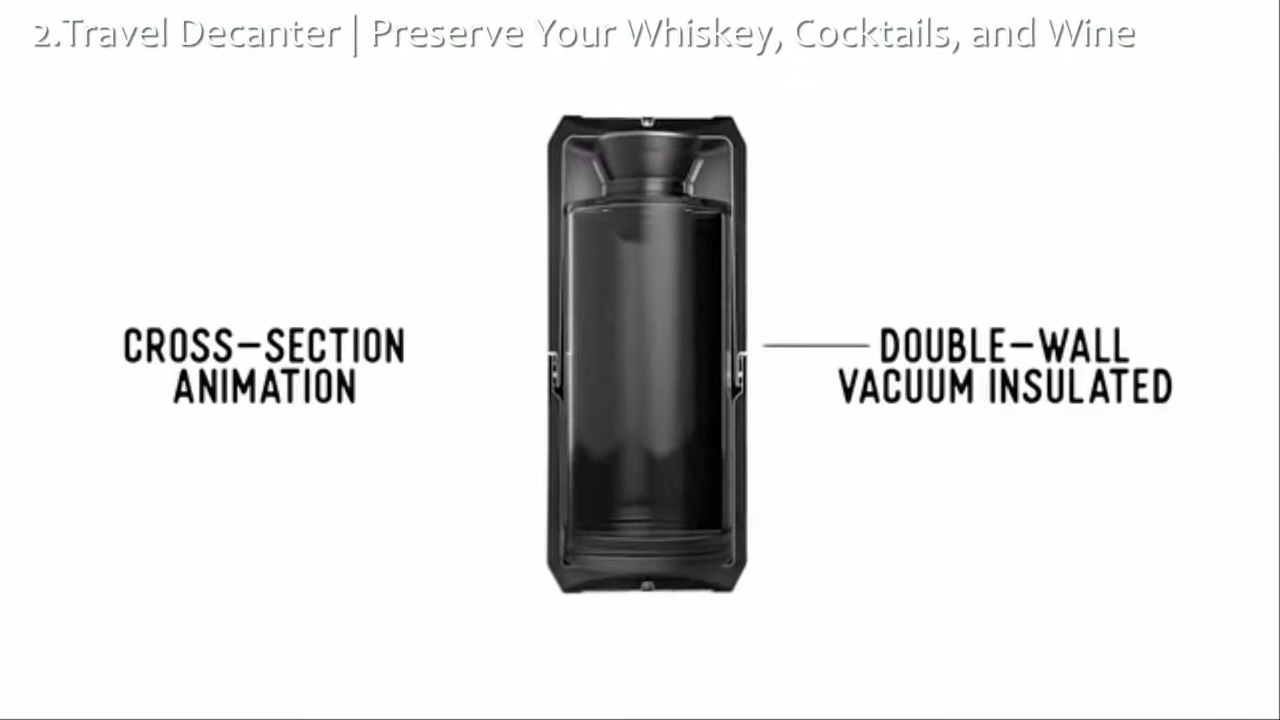 2.Travel Decanter | Preserve Your Whiskey, Cocktails, and Wine
CROSS-SECTION
ANIMATION
DOUBLE-WALL
VACUUM INSULATED